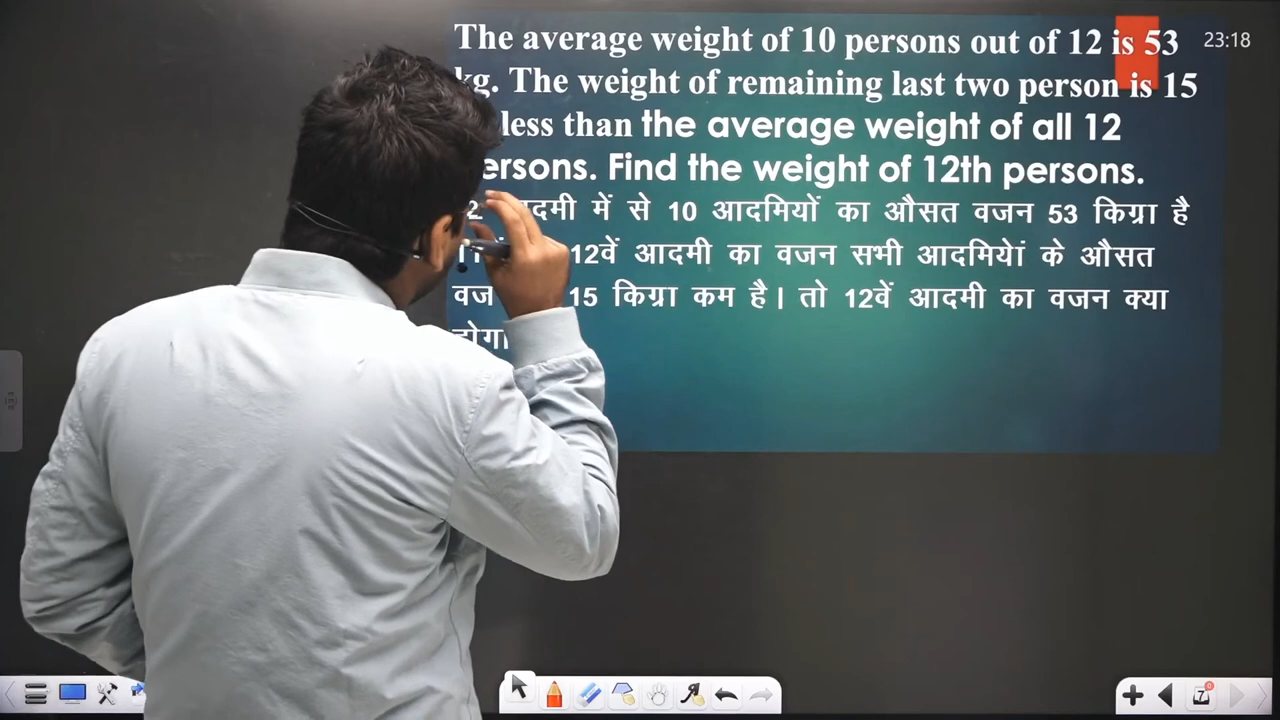 The average weight of 10 persons out of 12 is 53
kg. The weight of remaining last two person is 15
less than the average weight of all 12
ersons. Find the weight of 12th persons.
में से 10 आदमियों का औसत वजन 53 किग्रा है
12वें आदमी का वजन सभी आदमियों के औसत
वज 15 किग्रा कम है। तो 12वें आदमी का वजन क्या
होगा
23:18
7